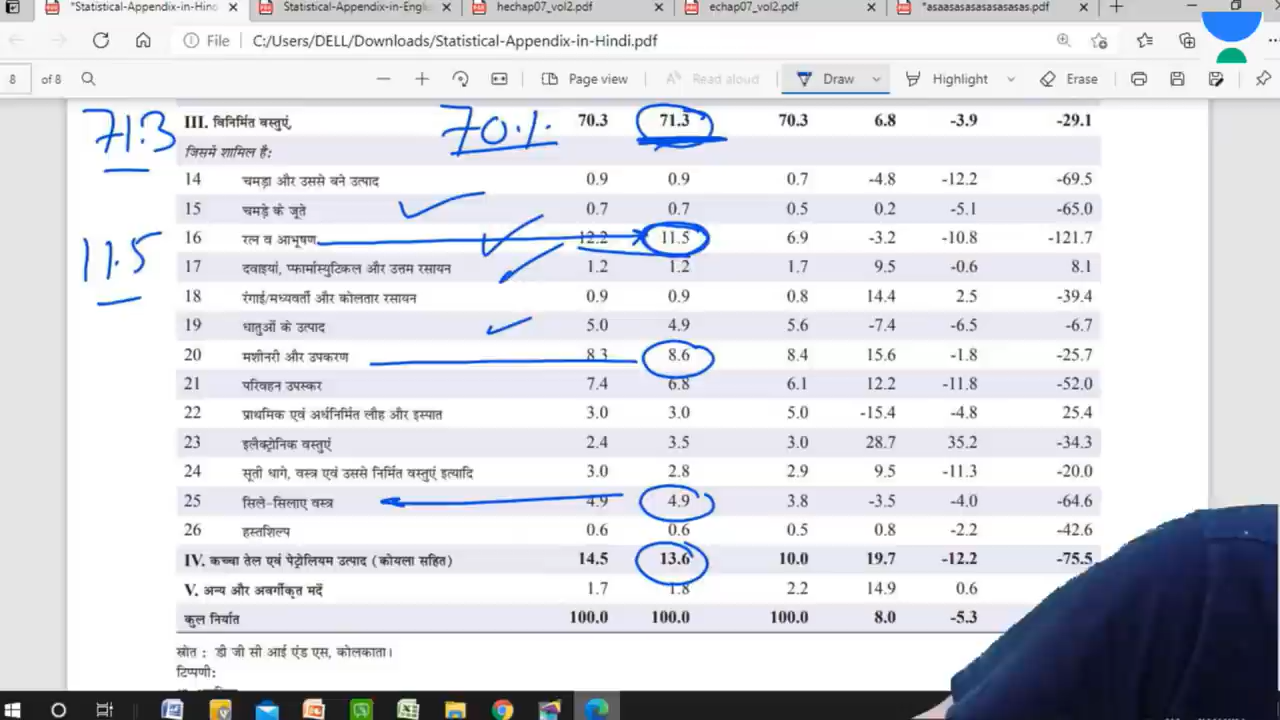 *Statistical-Appendix-in-Hindi
Statistical-Appendix-in-Engl
hechap07_vol2.pdf
echap07_vol2.pdf
*asaasasasasasasas.pdf
File C:/Users/DELL/Downloads/Statistical-Appendix-in-Hindi.pdf
8 of 8 Page view Read aloud Draw Highlight Erase
71.3 70%
III. विनिर्मित वस्तुएं, 70.3 71.3 70.3 6.8 -3.9 -29.1
जिसमें शामिल है:
14 चमड़ा और उससे बने उत्पाद 0.9 0.9 0.7 -4.8 -12.2 -69.5
15 चमड़े के जूते 0.7 0.7 0.5 0.2 -5.1 -65.0
11.5
16 रत्न व आभूषण 12.2 11.5 6.9 -3.2 -10.8 -121.7
17 दवाइयां, फार्मास्युटिकल और उत्तम रसायन 1.2 1.2 1.7 9.5 -0.6 8.1
18 रंगाई/मध्यवर्ती और कोलतार रसायन 0.9 0.9 0.8 14.4 2.5 -39.4
19 धातुओं के उत्पाद 5.0 4.9 5.6 -7.4 -6.5 -6.7
20 मशीनरी और उपकरण 8.3 8.6 8.4 15.6 -1.8 -25.7
21 परिवहन उपस्कर 7.4 6.8 6.1 12.2 -11.8 -52.0
22 प्राथमिक एवं अर्धनिर्मित लौह और इस्पात 3.0 3.0 5.0 -15.4 -4.8 25.4
23 इलैक्ट्रोनिक वस्तुएं 2.4 3.5 3.0 28.7 35.2 -34.3
24 सूती धागे, वस्त्र एवं उससे निर्मित वस्तुएं इत्यादि 3.0 2.8 2.9 9.5 -11.3 -20.0
25 सिले-सिलाए वस्त्र 4.9 4.9 3.8 -3.5 -4.0 -64.6
26 हस्तशिल्प 0.6 0.6 0.5 0.8 -2.2 -42.6
IV. कच्चा तेल एवं पेट्रोलियम उत्पाद (कोयला सहित) 14.5 13.6 10.0 19.7 -12.2 -75.5
V. अन्य और अवर्गीकृत मदें 1.7 1.8 2.2 14.9 0.6
कुल निर्यात 100.0 100.0 100.0 8.0 -5.3
स्रोत : डी जी सी आई एंड एस, कोलकाता।
टिप्पणी: